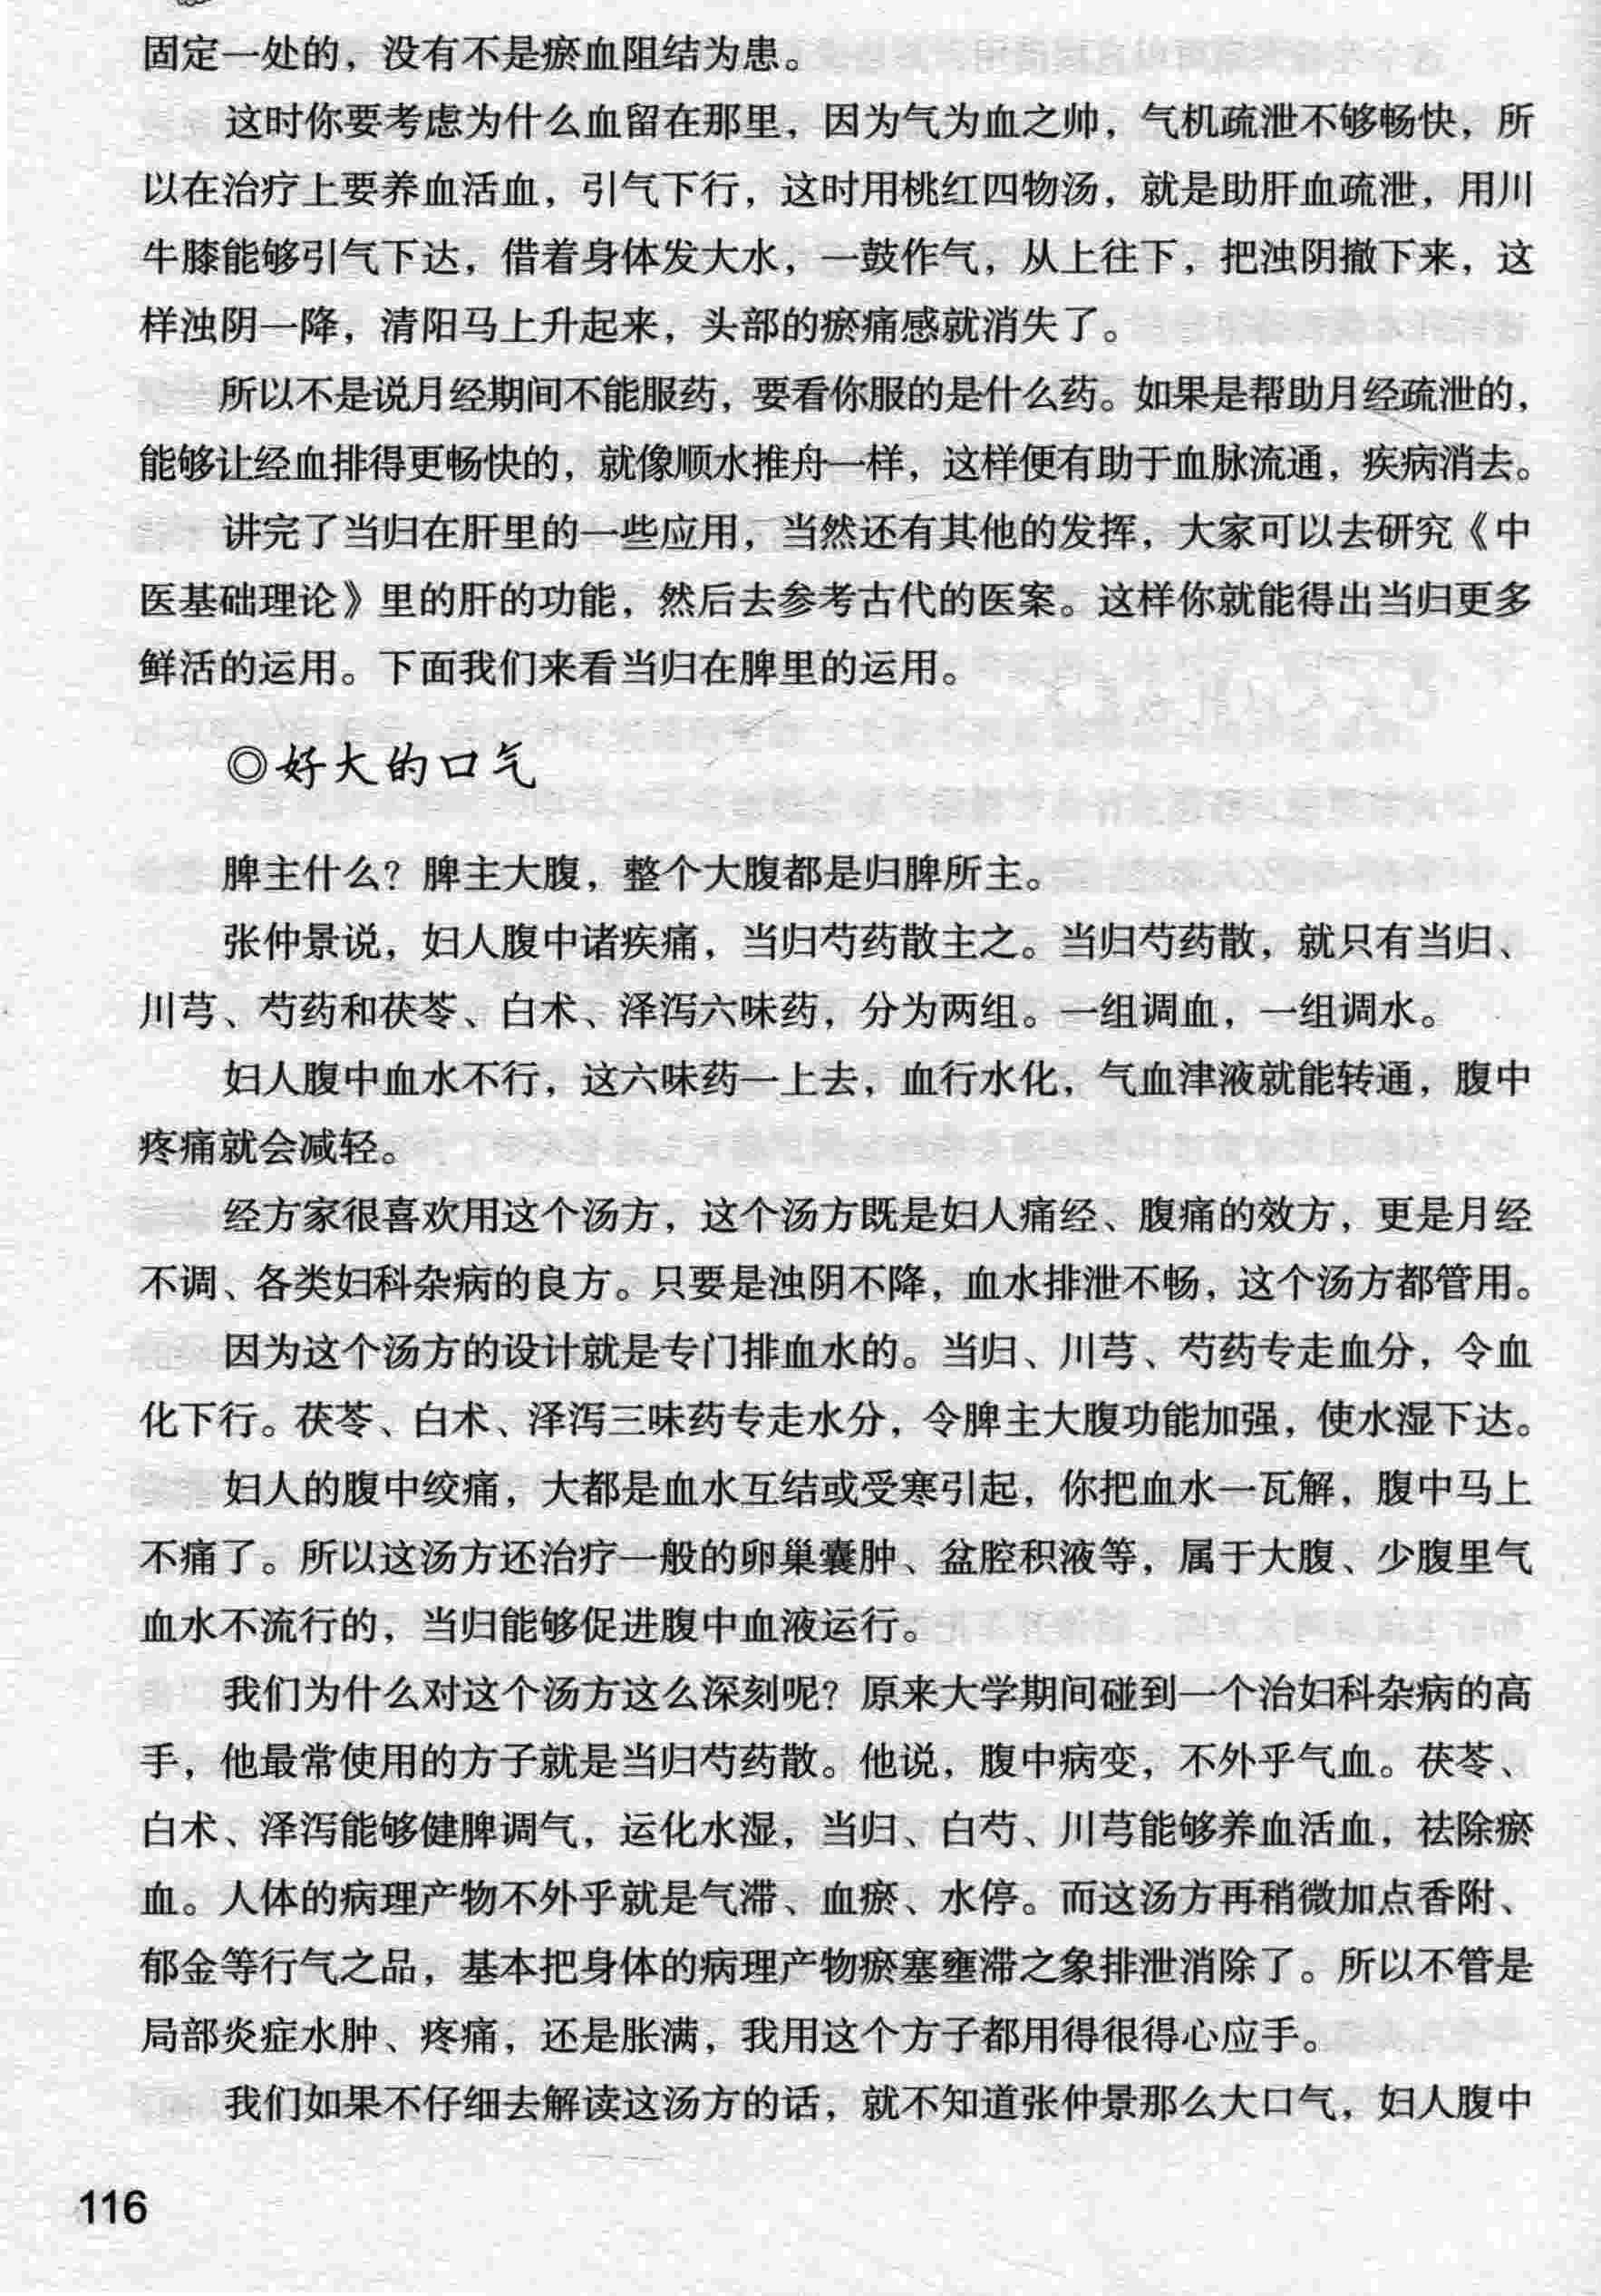 固定一处的，没有不是瘀血阻结为患。
这时你要考虑为什么血留在那里，因为气为血之帅，气机疏泄不够畅快，所
以在治疗上要养血活血，引气下行，这时用桃红四物汤，就是助肝血疏泄，用川
牛膝能够引气下达，借着身体发大水，一鼓作气，从上往下，把浊阴撤下来，这
样浊阴一降，清阳马上升起来，头部的瘀痛感就消失了。
所以不是说月经期间不能服药，要看你服的是什么药。如果是帮助月经疏泄的，
能够让经血排得更畅快的，就像顺水推舟一样，这样便有助于血脉流通，疾病消去。
讲完了当归在肝里的一些应用，当然还有其他的发挥，大家可以去研究《中
医基础理论》里的肝的功能，然后去参考古代的医案。这样你就能得出当归更多
鲜活的运用。下面我们来看当归在脾里的运用。
◎好大的口气
脾主什么？脾主大腹，整个大腹都是归脾所主。
张仲景说，妇人腹中诸疾痛，当归芍药散主之。当归芍药散，就只有当归、
川芎、芍药和茯苓、白术、泽泻六味药，分为两组。一组调血，一组调水。
妇人腹中血水不行，这六味药一上去，血行水化，气血津液就能转通，腹中
疼痛就会减轻。
经方家很喜欢用这个汤方，这个汤方既是妇人痛经、腹痛的效方，更是月经
不调、各类妇科杂病的良方。只要是浊阴不降，血水排泄不畅，这个汤方都管用。
因为这个汤方的设计就是专门排血水的。当归、川芎、芍药专走血分，令血
化下行。茯苓、白术、泽泻三味药专走水分，令脾主大腹功能加强，使水湿下达。
妇人的腹中绞痛，大都是血水互结或受寒引起，你把血水一瓦解，腹中马上
不痛了。所以这汤方还治疗一般的卵巢囊肿、盆腔积液等，属于大腹、少腹里气
血水不流行的，当归能够促进腹中血液运行。
我们为什么对这个汤方这么深刻呢？原来大学期间碰到一个治妇科杂病的高
手，他最常使用的方子就是当归芍药散。他说，腹中病变，不外乎气血。茯苓、
白术、泽泻能够健脾调气，运化水湿，当归、白芍、川芎能够养血活血，祛除瘀
血。人体的病理产物不外乎就是气滞、血瘀、水停。而这汤方再稍微加点香附、
郁金等行气之品，基本把身体的病理产物瘀塞壅滞之象排泄消除了。所以不管是
局部炎症水肿、疼痛，还是胀满，我用这个方子都用得很得心应手。
我们如果不仔细去解读这汤方的话，就不知道张仲景那么大口气，妇人腹中
116